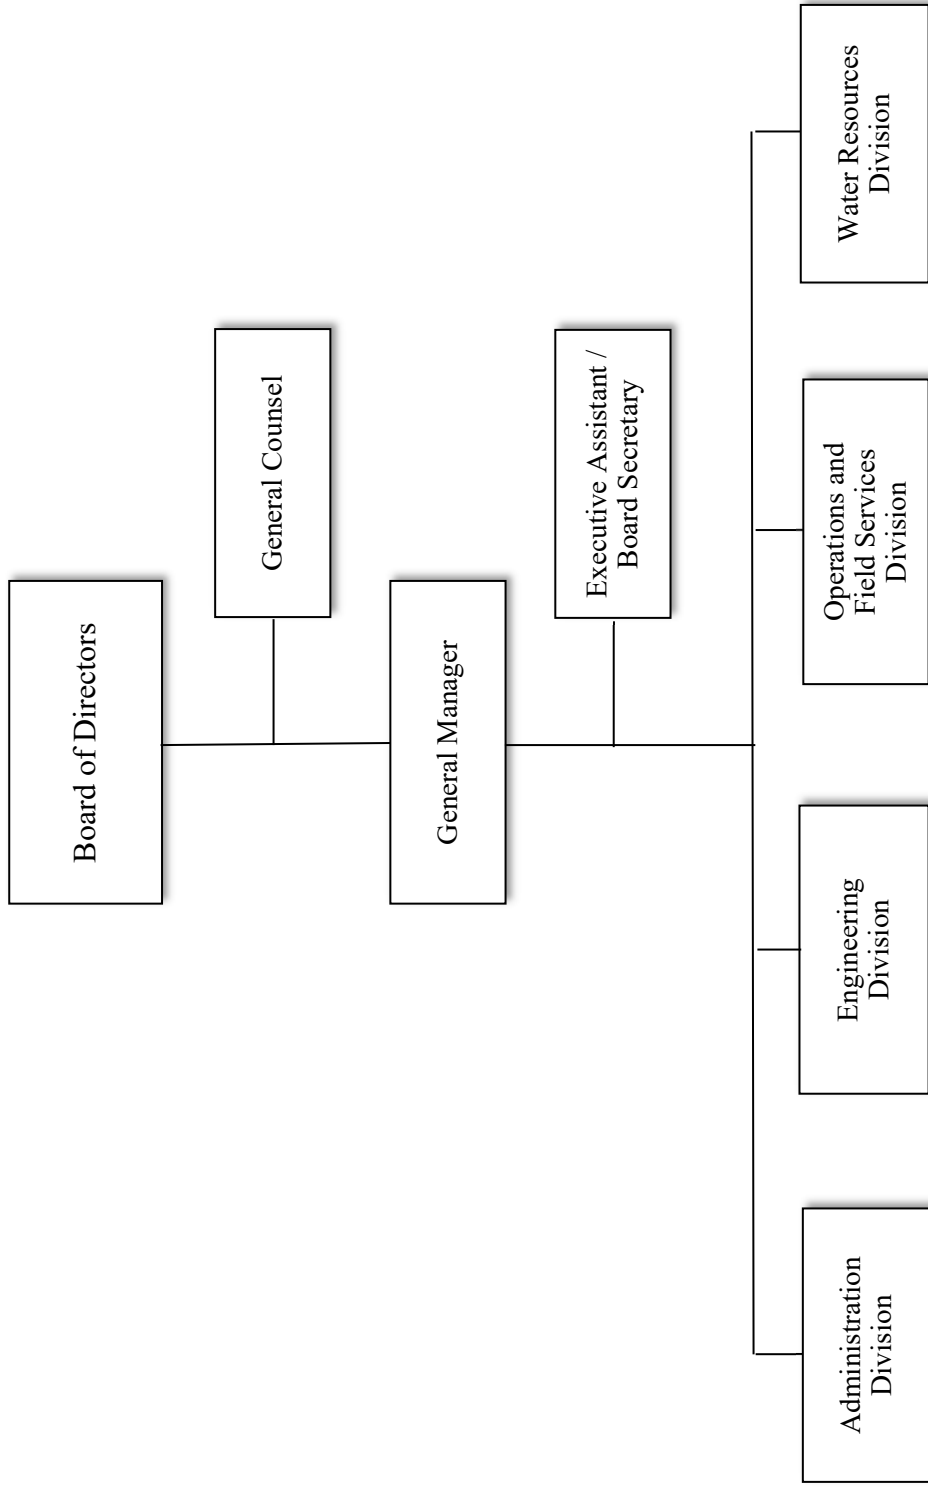 Board of Directors
General Counsel
General Manager
Executive Assistant /
Board Secretary
Administration
Division
Engineering
Division
Operations and
Field Services
Division
Water Resources
Division